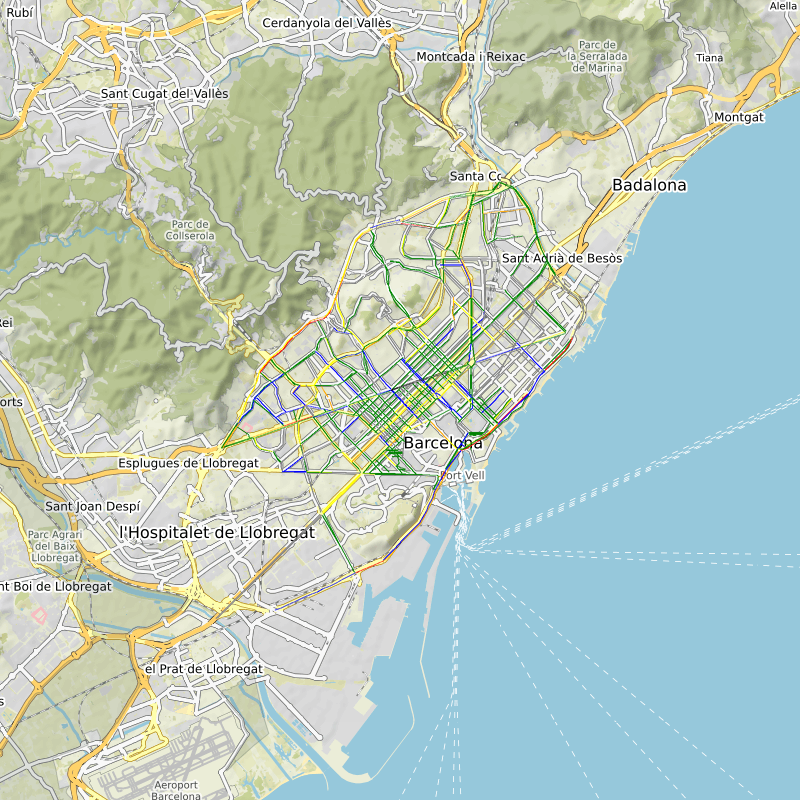 Rubí
Cerdanyola del Vallès
Alella
Montcada i Reixac
Parc de
la Serralada
de Marina
Tiana
Sant Cugat del Vallès
Montgat
Santa Co
Badalona
Parc de
Collserola
Sant Adrià de Besòs
Rei
orts
Barcelona
Esplugues de Llobregat
Port Vell
Sant Joan Despí
l'Hospitalet de Llobregat
Parc Agrari
del Baix
Llobregat
nt Boi de Llobregat
el Prat de Llobregat
s
Aeroport
Barcelona